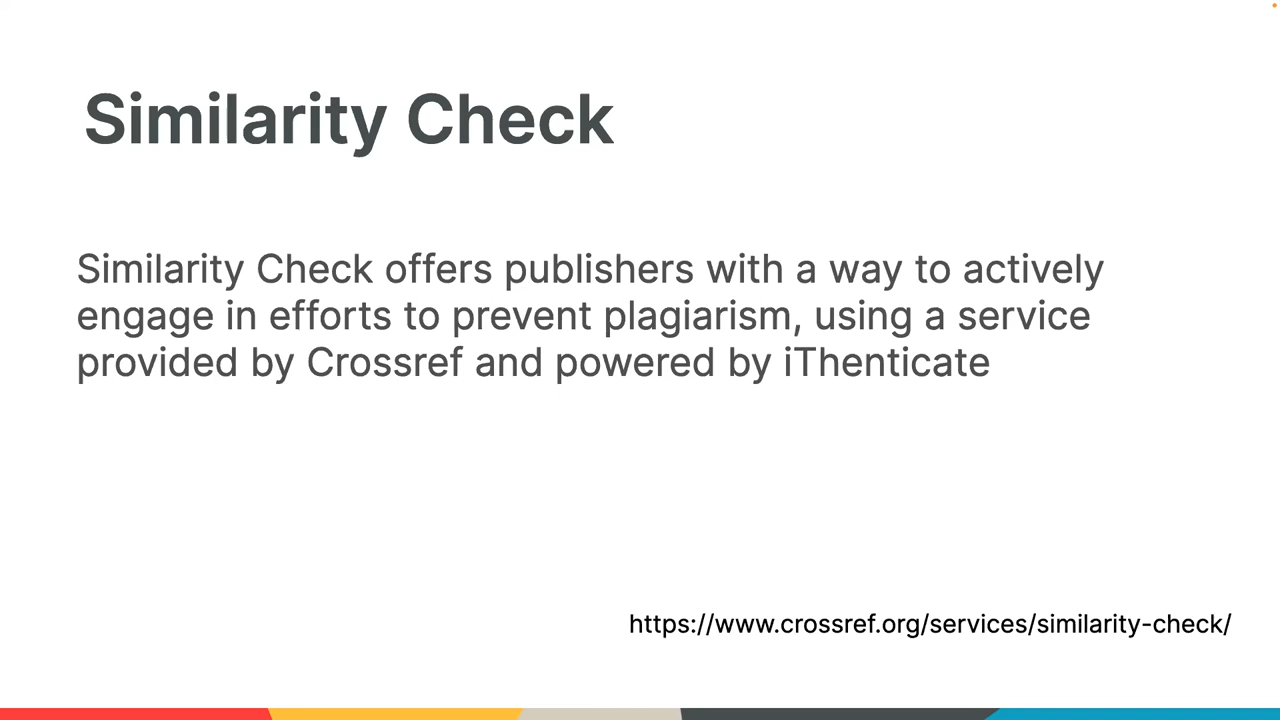 Similarity Check
Similarity Check offers publishers with a way to actively
engage in efforts to prevent plagiarism, using a service
provided by Crossref and powered by iThenticate
https://www.crossref.org/services/similarity-check/